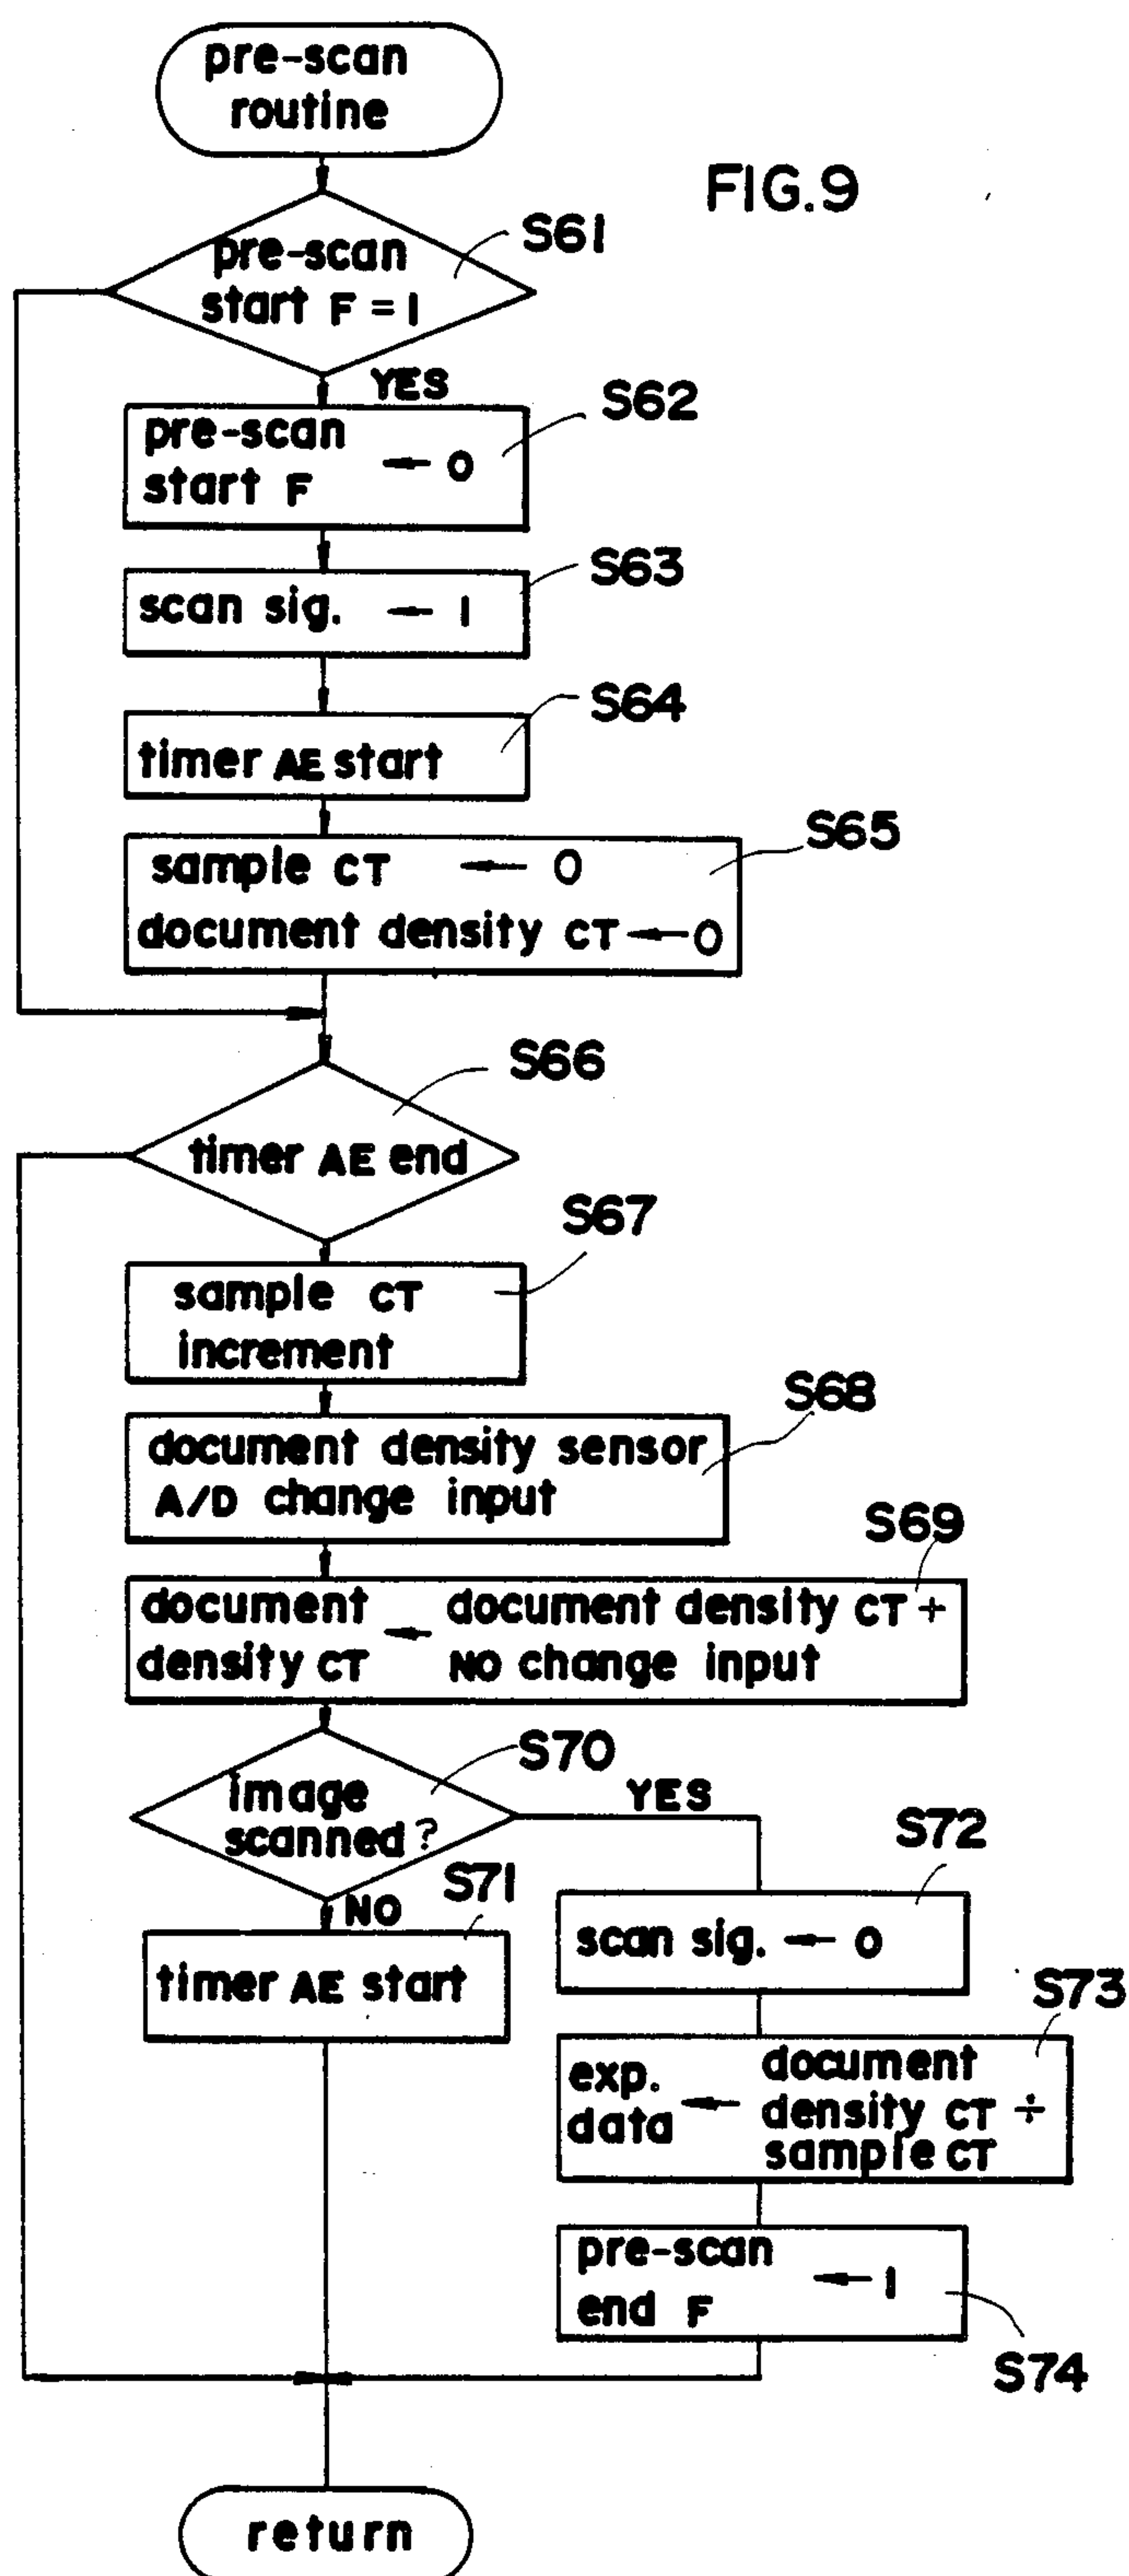 pre-scan
routine
FIG.9
S61
pre-scan
start F = 1
YES
S62
pre-scan
start F ← 0
S63
scan sig. ← 1
S64
timer AE start
S65
sample CT ← 0
document density CT ← 0
S66
timer AE end
S67
sample CT
increment
S68
document density sensor
A/D change input
S69
document density CT ← document density CT +
NO change input
S70
image
scanned?
YES
NO
S71
timer AE start
S72
scan sig. ← 0
S73
exp. data ← document
density CT ÷
sample CT
pre-scan
end F ← 1
S74
return